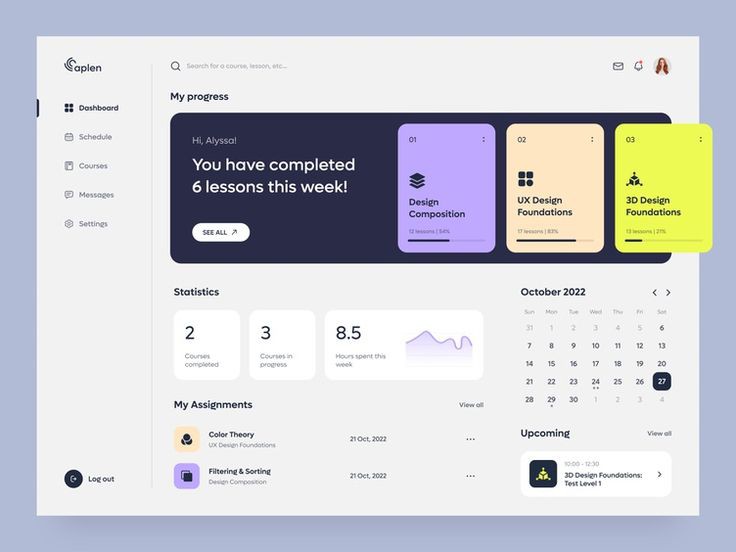 aplen
Search for a course, lesson, etc...
Dashboard
Schedule
Courses
Messages
Settings
Log out
My progress
Hi, Alyssa!
You have completed
6 lessons this week!
SEE ALL
01
Design
Composition
12 lessons | 54%
02
UX Design
Foundations
17 lessons | 83%
03
3D Design
Foundations
13 lessons | 21%
Statistics
2
Courses
completed
3
Courses in
progress
8.5
Hours spent this
week
My Assignments
View all
Color Theory
UX Design Foundations
21 Oct, 2022
Filtering & Sorting
Design Composition
21 Oct, 2022
October 2022
Sun Mon Tue Wed Thu Fri Sat
31 1 2 3 4 5 6
7 8 9 10 11 12 13
14 15 16 17 18 19 20
21 22 23 24 25 26 27
28 29 30 1 2 3 4
Upcoming
View all
10:00 - 12:30
3D Design Foundations:
Test Level 1